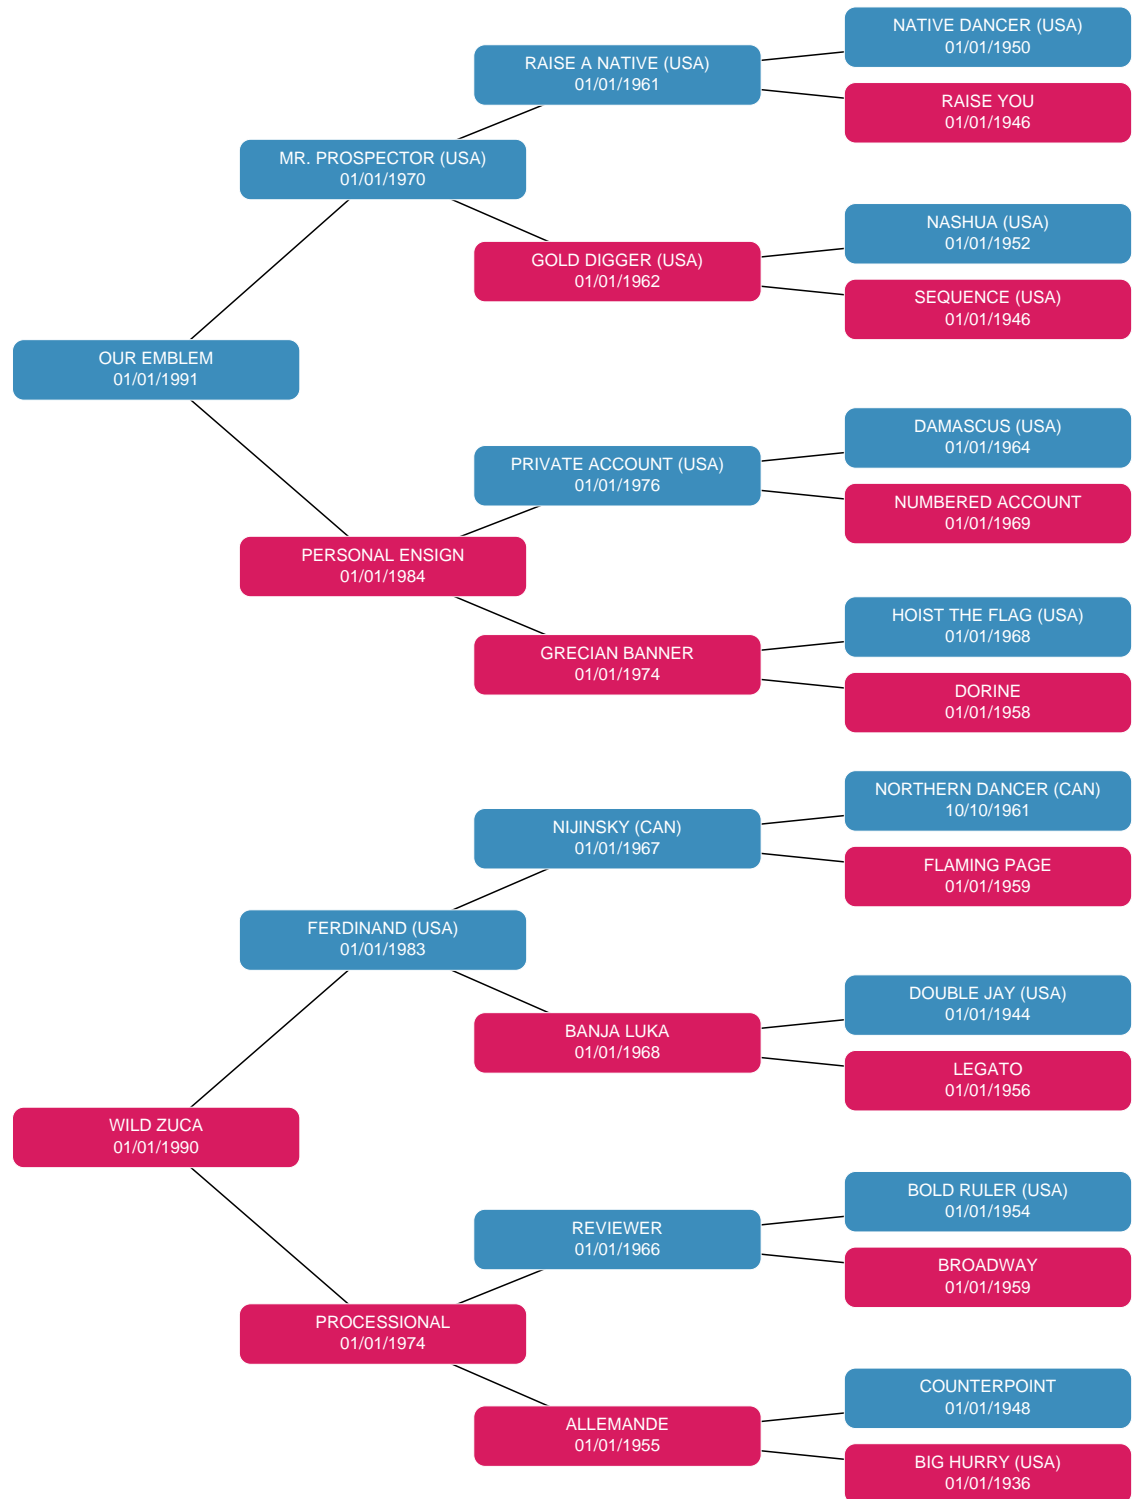 NATIVE DANCER (USA)
01/01/1950
RAISE A NATIVE (USA)
01/01/1961
RAISE YOU
01/01/1946
MR. PROSPECTOR (USA)
01/01/1970
NASHUA (USA)
01/01/1952
GOLD DIGGER (USA)
01/01/1962
SEQUENCE (USA)
01/01/1946
OUR EMBLEM
01/01/1991
DAMASCUS (USA)
01/01/1964
PRIVATE ACCOUNT (USA)
01/01/1976
NUMBERED ACCOUNT
01/01/1969
PERSONAL ENSIGN
01/01/1984
HOIST THE FLAG (USA)
01/01/1968
GRECIAN BANNER
01/01/1974
DORINE
01/01/1958
NORTHERN DANCER (CAN)
10/10/1961
NIJINSKY (CAN)
01/01/1967
FLAMING PAGE
01/01/1959
FERDINAND (USA)
01/01/1983
DOUBLE JAY (USA)
01/01/1944
BANJA LUKA
01/01/1968
LEGATO
01/01/1956
WILD ZUCA
01/01/1990
BOLD RULER (USA)
01/01/1954
REVIEWER
01/01/1966
BROADWAY
01/01/1959
PROCESSIONAL
01/01/1974
COUNTERPOINT
01/01/1948
ALLEMANDE
01/01/1955
BIG HURRY (USA)
01/01/1936